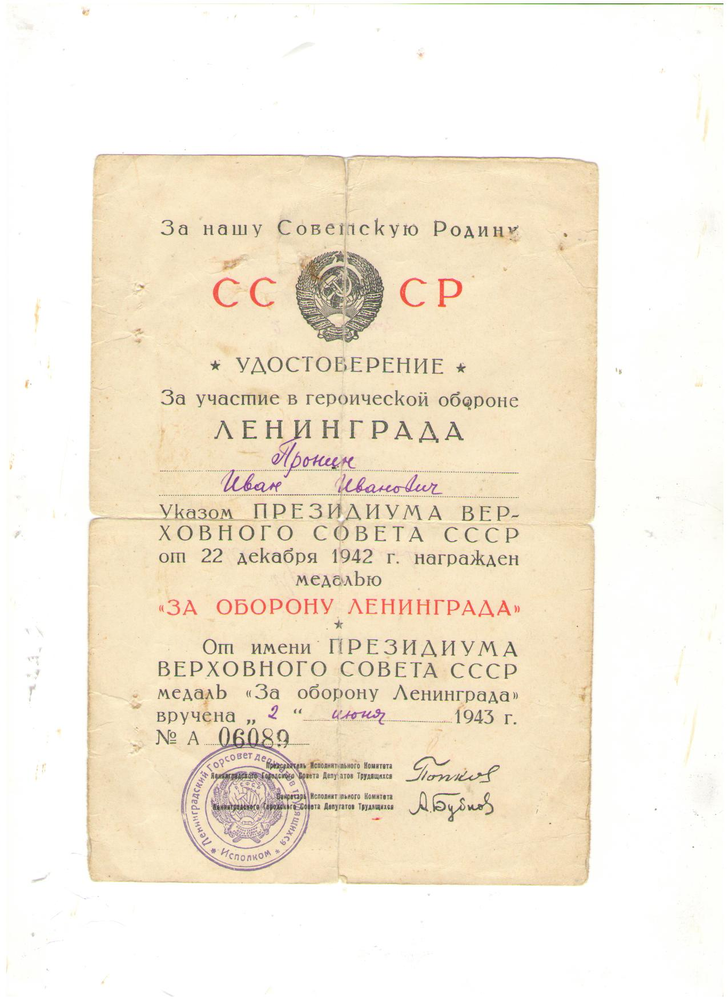 За нашу Советскую Родину
СС СР
★ УДОСТОВЕРЕНИЕ ★
За участие в героической обороне
ЛЕНИНГРАДА
Пронин
Иван Иванович
Указом ПРЕЗИДИУМА ВЕР-
ХОВНОГО СОВЕТА СССР
от 22 декабря 1942 г. награжден
медалью
«ЗА ОБОРОНУ ЛЕНИНГРАДА»
★
От имени ПРЕЗИДИУМА
ВЕРХОВНОГО СОВЕТА СССР
медаль «За оборону Ленинграда»
вручена „ 2 “ июня 1943 г.
№ А 06089
Председатель Исполнительного Комитета
Ленинградского Городского Совета Депутатов Трудящихся
Попков
Секретарь Исполнительного Комитета
Ленинградского Городского Совета Депутатов Трудящихся
А. Бубнов
Ленинградский Горсовет депутатов трудящихся
* Исполком *
Р.С.Ф.С.Р.